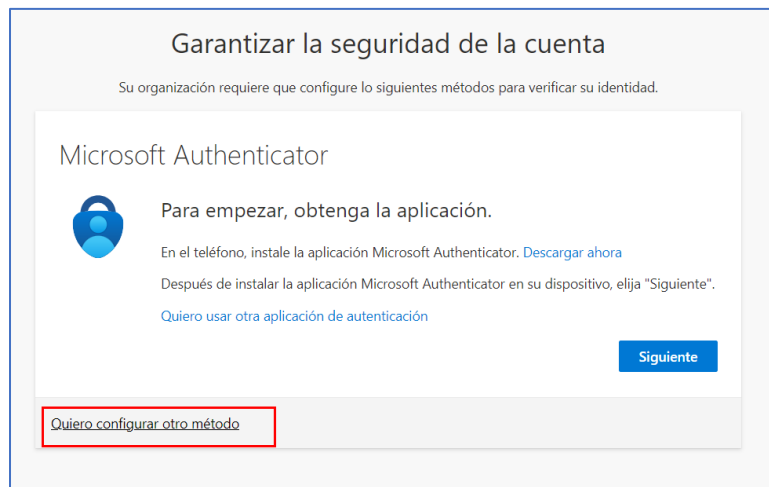 Garantizar la seguridad de la cuenta
Su organización requiere que configure lo siguientes métodos para verificar su identidad.
Microsoft Authenticator
Para empezar, obtenga la aplicación.
En el teléfono, instale la aplicación Microsoft Authenticator. Descargar ahora
Después de instalar la aplicación Microsoft Authenticator en su dispositivo, elija "Siguiente".
Quiero usar otra aplicación de autenticación
Siguiente
Quiero configurar otro método